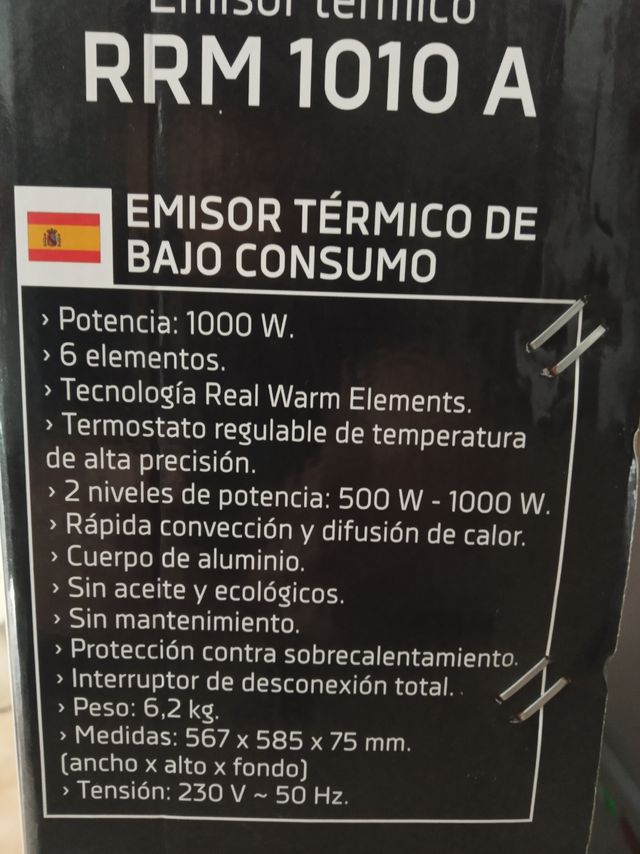 Emisor térmico
RRM 1010 A
EMISOR TÉRMICO DE
BAJO CONSUMO
› Potencia: 1000 W.
› 6 elementos.
› Tecnología Real Warm Elements.
› Termostato regulable de temperatura
de alta precisión.
› 2 niveles de potencia: 500 W - 1000 W.
› Rápida convección y difusión de calor.
› Cuerpo de aluminio.
› Sin aceite y ecológicos.
› Sin mantenimiento.
› Protección contra sobrecalentamiento.
› Interruptor de desconexión total.
› Peso: 6,2 kg.
› Medidas: 567 x 585 x 75 mm.
(ancho x alto x fondo)
› Tensión: 230 V ~ 50 Hz.